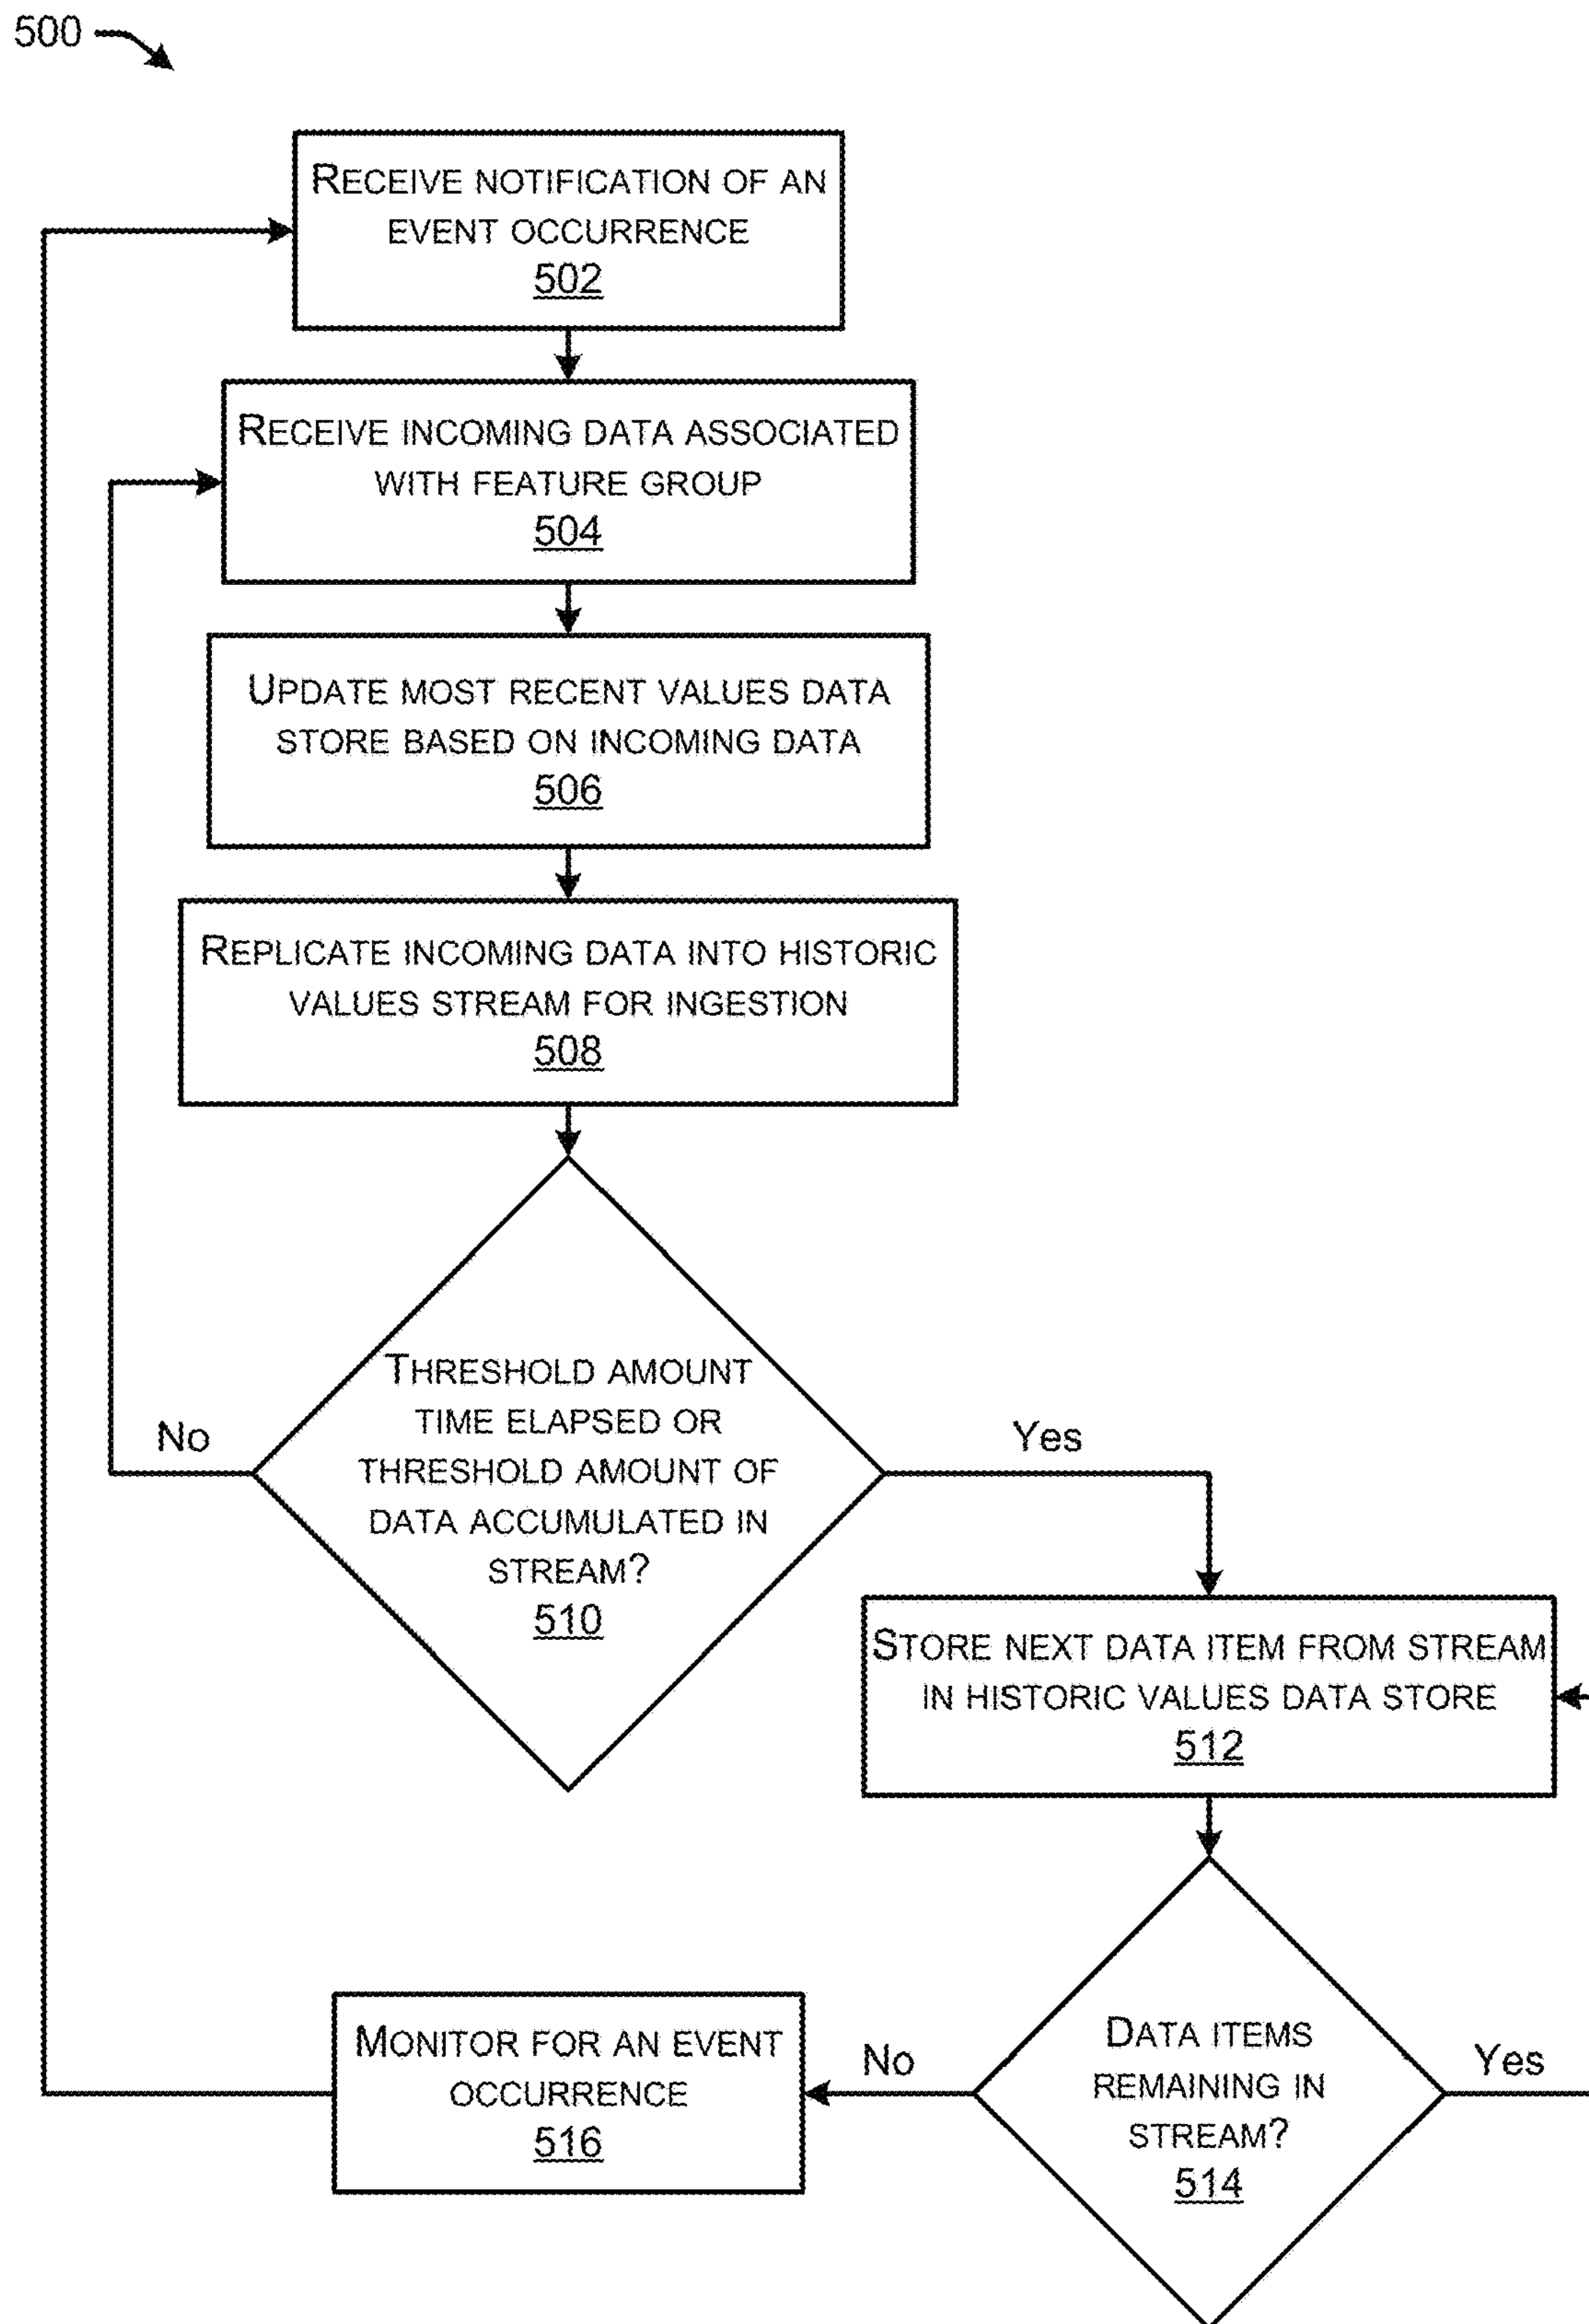 500
RECEIVE NOTIFICATION OF AN
EVENT OCCURRENCE
502
RECEIVE INCOMING DATA ASSOCIATED
WITH FEATURE GROUP
504
UPDATE MOST RECENT VALUES DATA
STORE BASED ON INCOMING DATA
506
REPLICATE INCOMING DATA INTO HISTORIC
VALUES STREAM FOR INGESTION
508
THRESHOLD AMOUNT
TIME ELAPSED OR
THRESHOLD AMOUNT OF
DATA ACCUMULATED IN
STREAM?
510
No
Yes
STORE NEXT DATA ITEM FROM STREAM
IN HISTORIC VALUES DATA STORE
512
DATA ITEMS
REMAINING IN
STREAM?
514
No
Yes
MONITOR FOR AN EVENT
OCCURRENCE
516